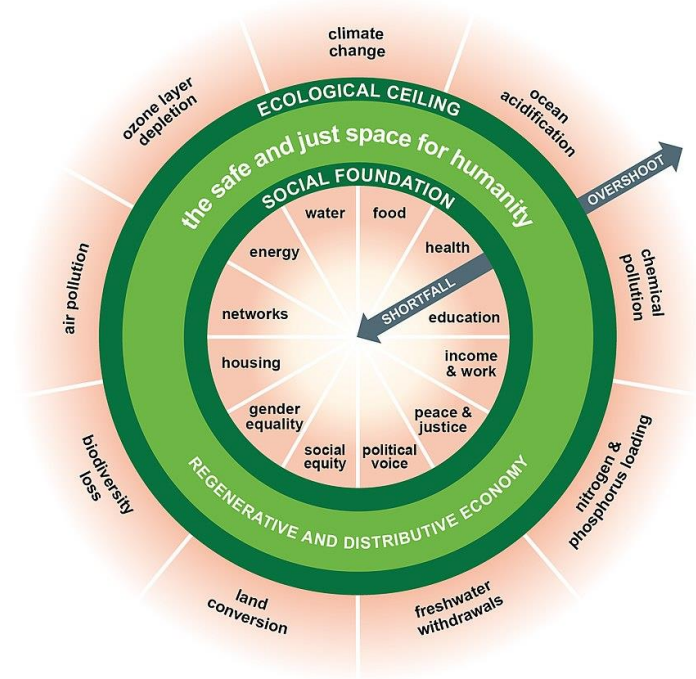 climate
change
ozone layer
depletion
ocean
acidification
ECOLOGICAL CEILING
the safe and just space for humanity
OVERSHOOT
SOCIAL FOUNDATION
water
food
energy
health
air pollution
chemical
pollution
SHORTFALL
networks
education
housing
income
& work
gender
equality
peace &
justice
social
equity
political
voice
biodiversity
loss
nitrogen &
phosphorus loading
REGENERATIVE AND DISTRIBUTIVE ECONOMY
land
conversion
freshwater
withdrawals